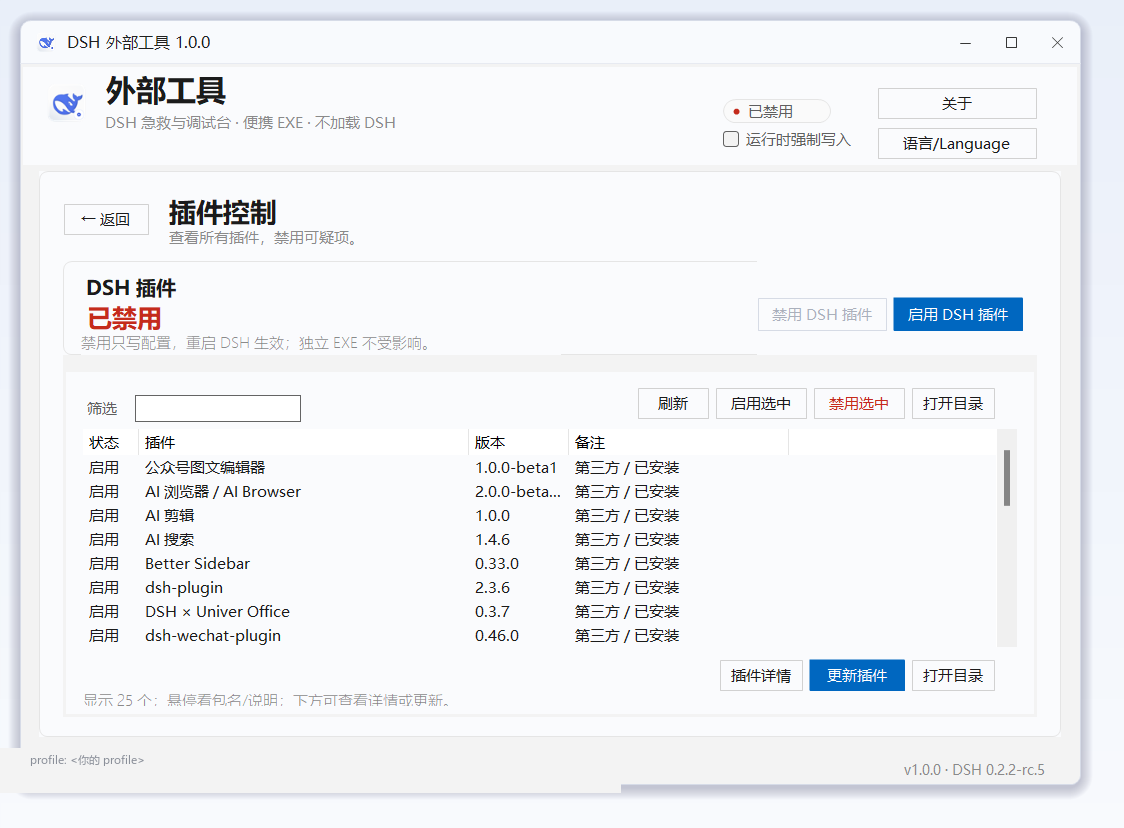 DSH 外部工具 1.0.0
外部工具
DSH 急救与调试台 · 便携 EXE · 不加载 DSH
已禁用
运行时强制写入
关于
语言/Language
← 返回
插件控制
查看所有插件，禁用可疑项。
DSH 插件
已禁用
禁用只写配置，重启 DSH 生效；独立 EXE 不受影响。
禁用 DSH 插件
启用 DSH 插件
筛选
刷新
启用选中
禁用选中
打开目录
状态 插件 版本 备注
启用 公众号图文编辑器 1.0.0-beta1 第三方 / 已安装
启用 AI 浏览器 / AI Browser 2.0.0-beta... 第三方 / 已安装
启用 AI 剪辑 1.0.0 第三方 / 已安装
启用 AI 搜索 1.4.6 第三方 / 已安装
启用 Better Sidebar 0.33.0 第三方 / 已安装
启用 dsh-plugin 2.3.6 第三方 / 已安装
启用 DSH × Univer Office 0.3.7 第三方 / 已安装
启用 dsh-wechat-plugin 0.46.0 第三方 / 已安装
插件详情
更新插件
打开目录
显示 25 个；悬停看包名/说明；下方可查看详情或更新。
profile: <你的 profile>
v1.0.0 · DSH 0.2.2-rc.5